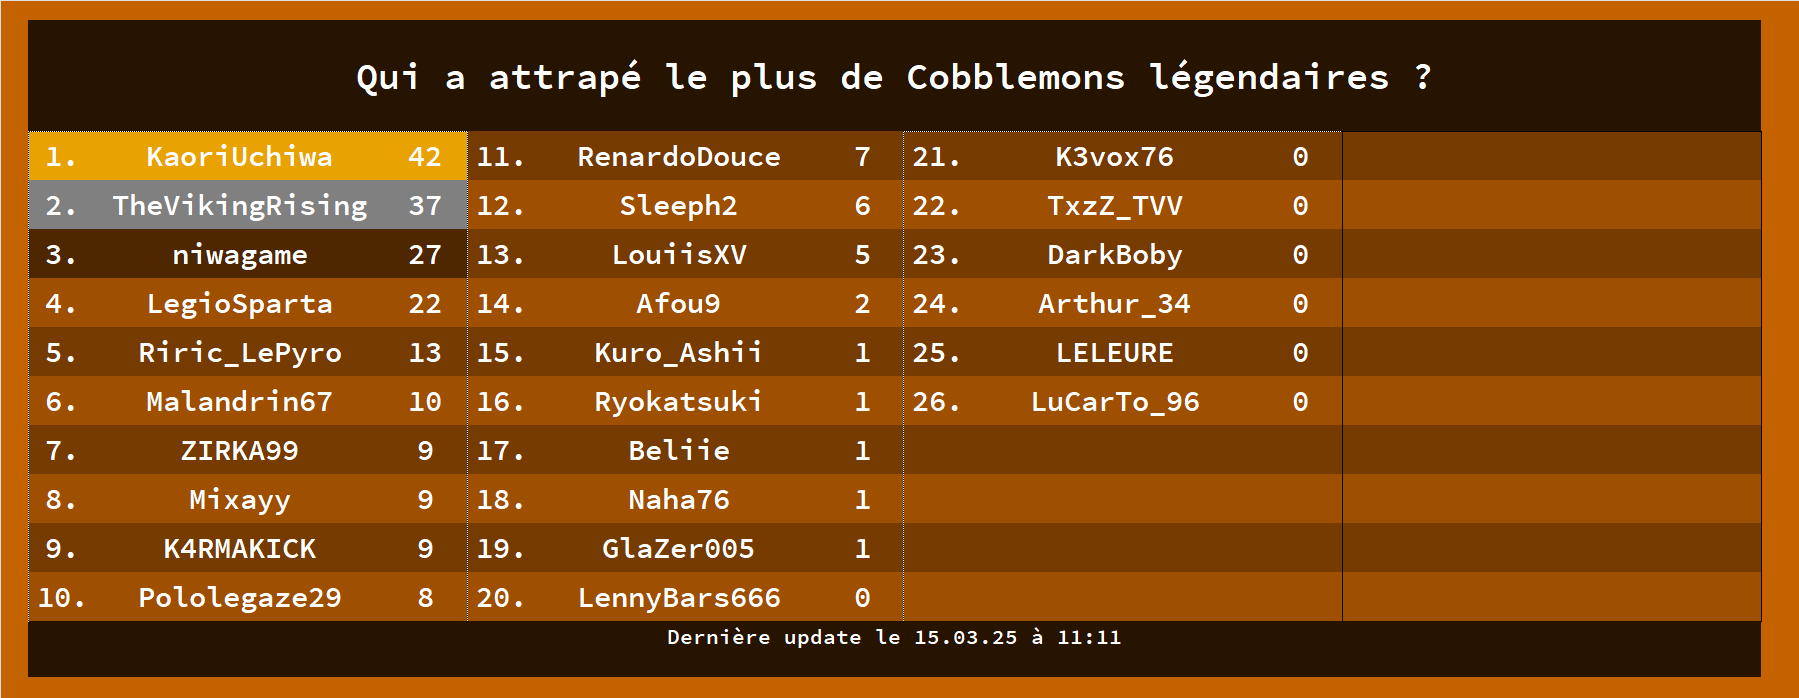 Qui a attrapé le plus de Cobblemons légendaires ?
1. KaoriUchiwa 42
2. TheVikingRising 37
3. niwagame 27
4. LegioSparta 22
5. Riric_LePyro 13
6. Malandrin67 10
7. ZIRKA99 9
8. Mixayy 9
9. K4RMAKICK 9
10. Pololegaze29 8
11. RenardoDouce 7
12. Sleeph2 6
13. LouiisXV 5
14. Afou9 2
15. Kuro_Ashii 1
16. Ryokatsuki 1
17. Beliie 1
18. Naha76 1
19. GlaZer005 1
20. LennyBars666 0
21. K3vox76 0
22. TxzZ_TVV 0
23. DarkBoby 0
24. Arthur_34 0
25. LELEURE 0
26. LuCarTo_96 0
Dernière update le 15.03.25 à 11:11